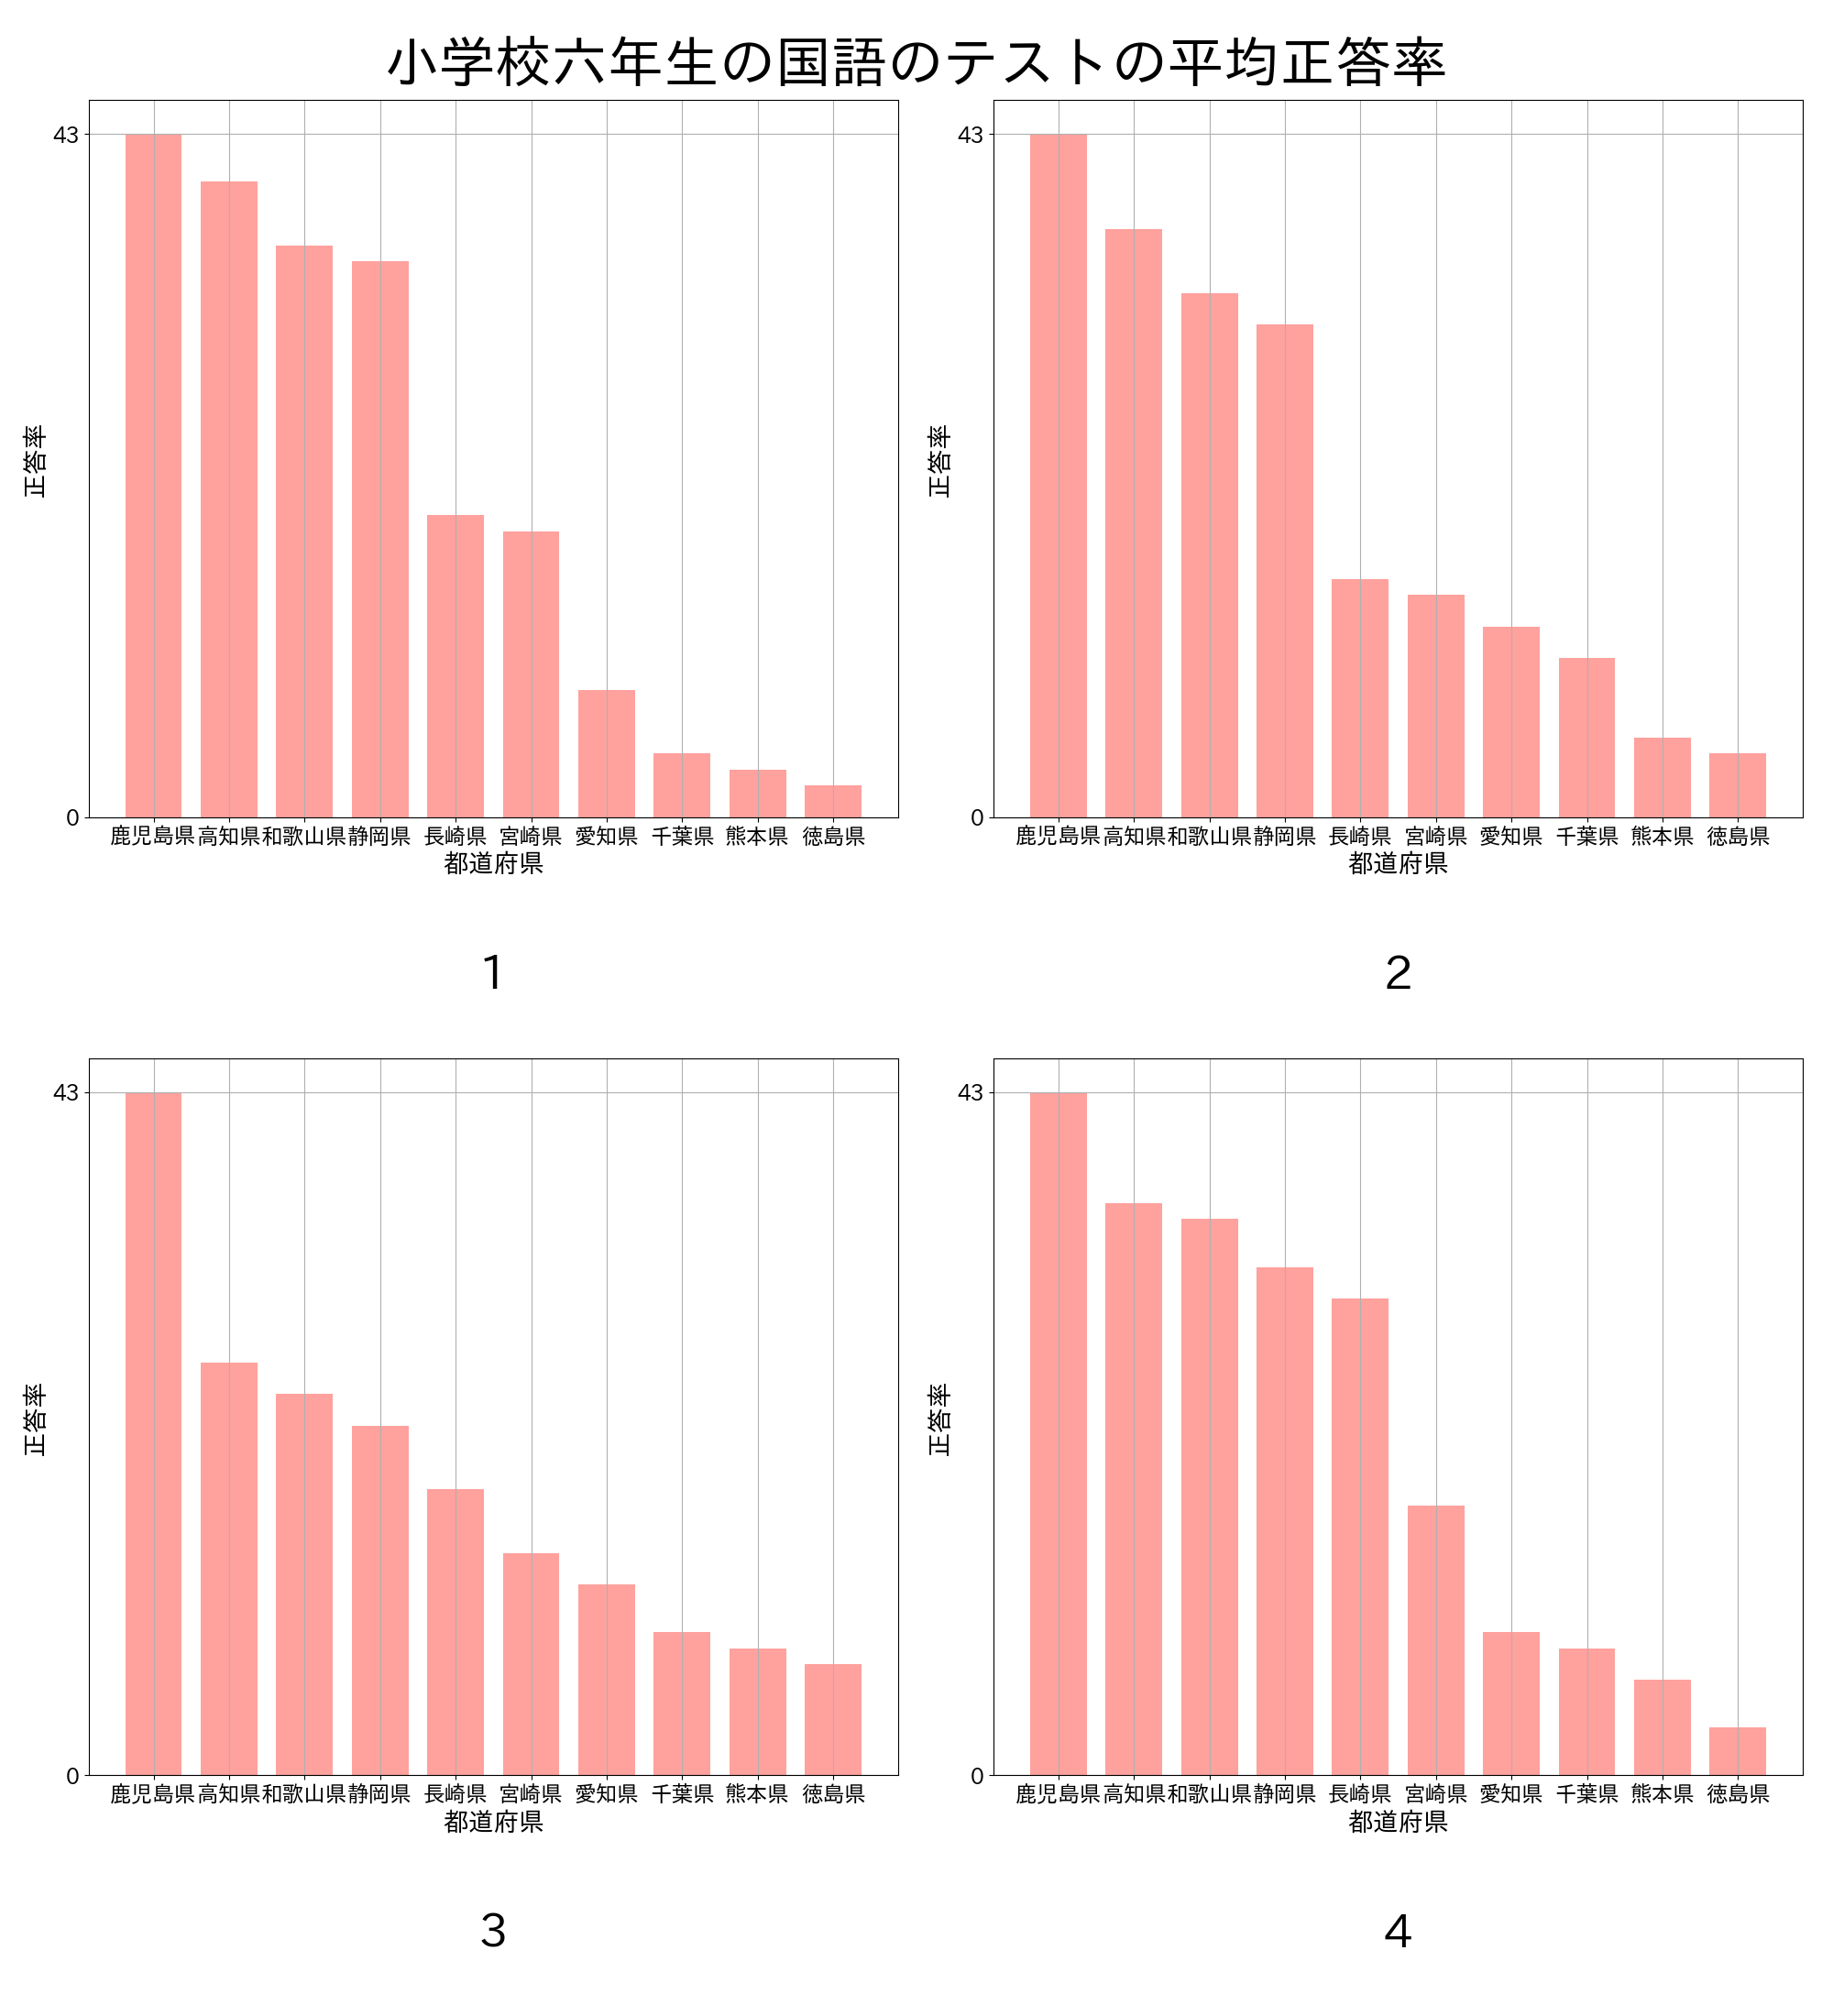 小学校六年生の国語のテストの平均正答率
43
0
正答率
鹿児島県 高知県 和歌山県 静岡県 長崎県 宮崎県 愛知県 千葉県 熊本県 徳島県
都道府県
1
43
0
正答率
鹿児島県 高知県 和歌山県 静岡県 長崎県 宮崎県 愛知県 千葉県 熊本県 徳島県
都道府県
2
43
0
正答率
鹿児島県 高知県 和歌山県 静岡県 長崎県 宮崎県 愛知県 千葉県 熊本県 徳島県
都道府県
3
43
0
正答率
鹿児島県 高知県 和歌山県 静岡県 長崎県 宮崎県 愛知県 千葉県 熊本県 徳島県
都道府県
4